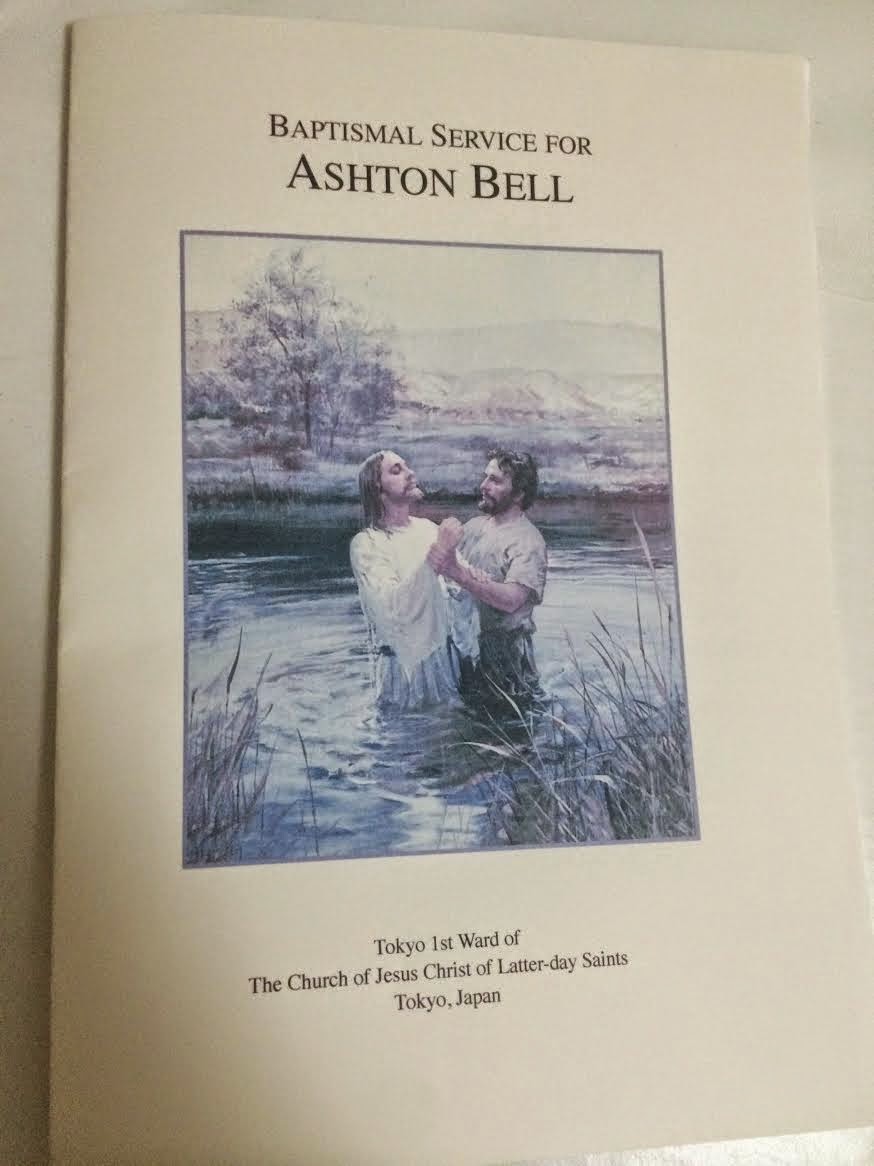 BAPTISMAL SERVICE FOR
ASHTON BELL
Tokyo 1st Ward of
The Church of Jesus Christ of Latter-day Saints
Tokyo, Japan